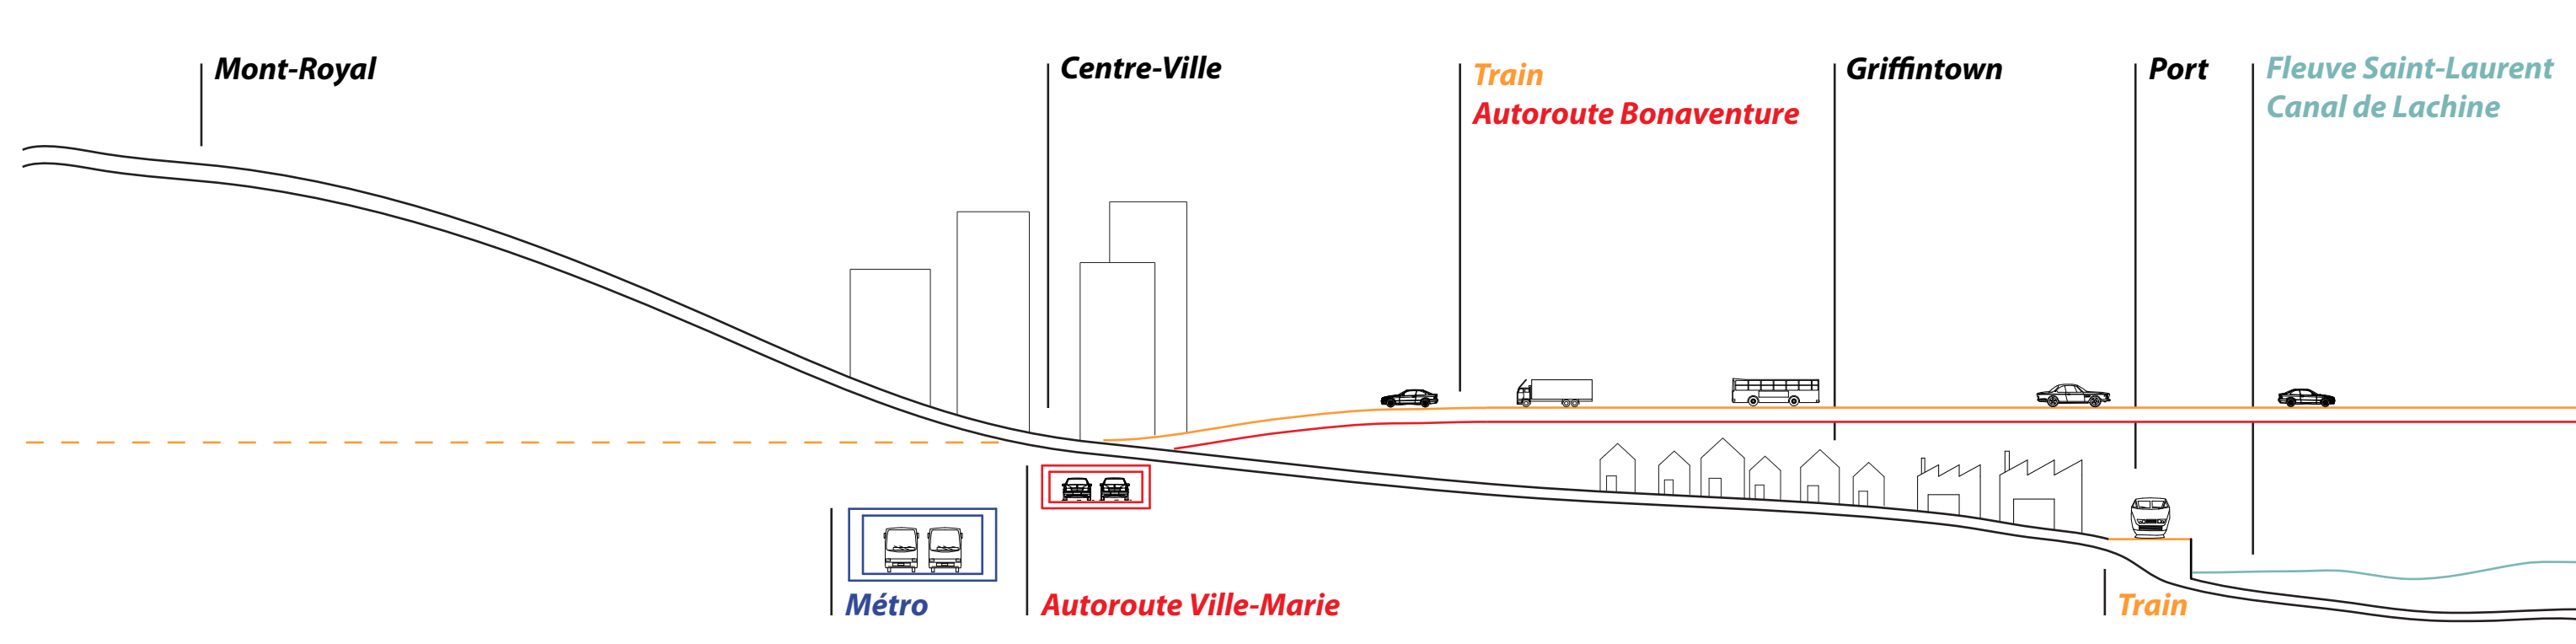 Mont-Royal
Centre-Ville
Train
Autoroute Bonaventure
Griffintown
Port
Fleuve Saint-Laurent
Canal de Lachine
Métro
Autoroute Ville-Marie
Train